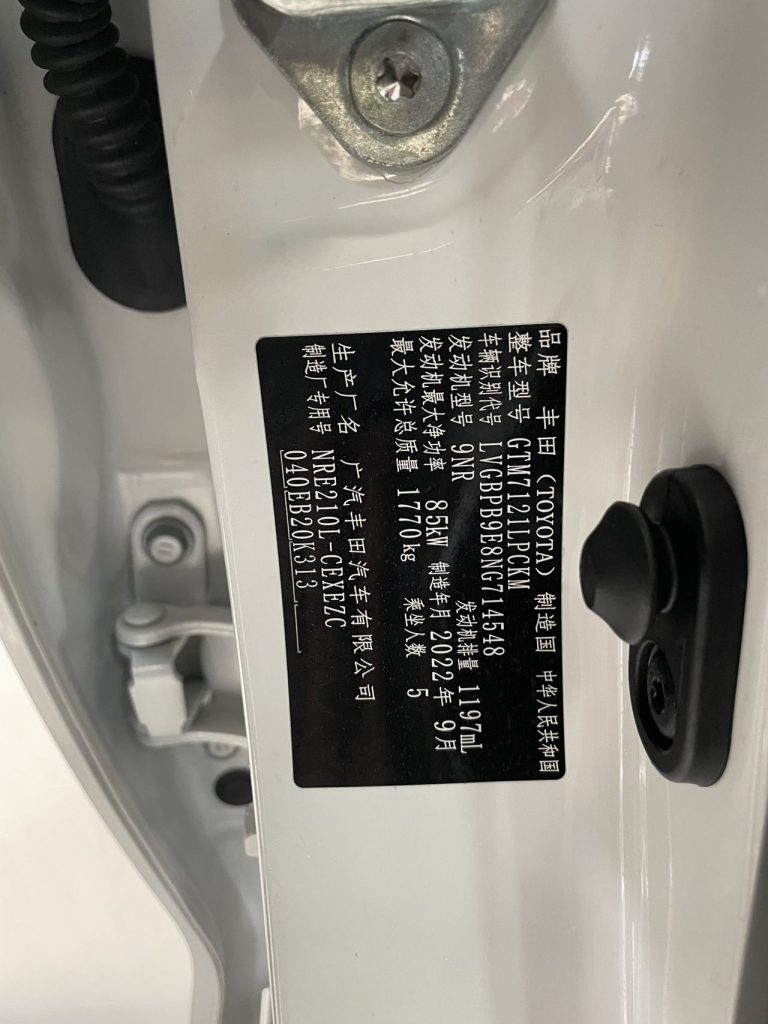 品牌 丰田(TOYOTA) 制造国 中华人民共和国
整车型号 GTM7121LPCKM
车辆识别代号 LVGBPB9E8NG714548
发动机型号 9NR 发动机排量 1197mL
发动机最大净功率 85kW 制造年月 2022年 9月
最大允许总质量 1770kg 乘坐人数 5
生产厂名 广汽丰田汽车有限公司
制造厂专用号 NRE210L-CEXEZC
040EB20K313